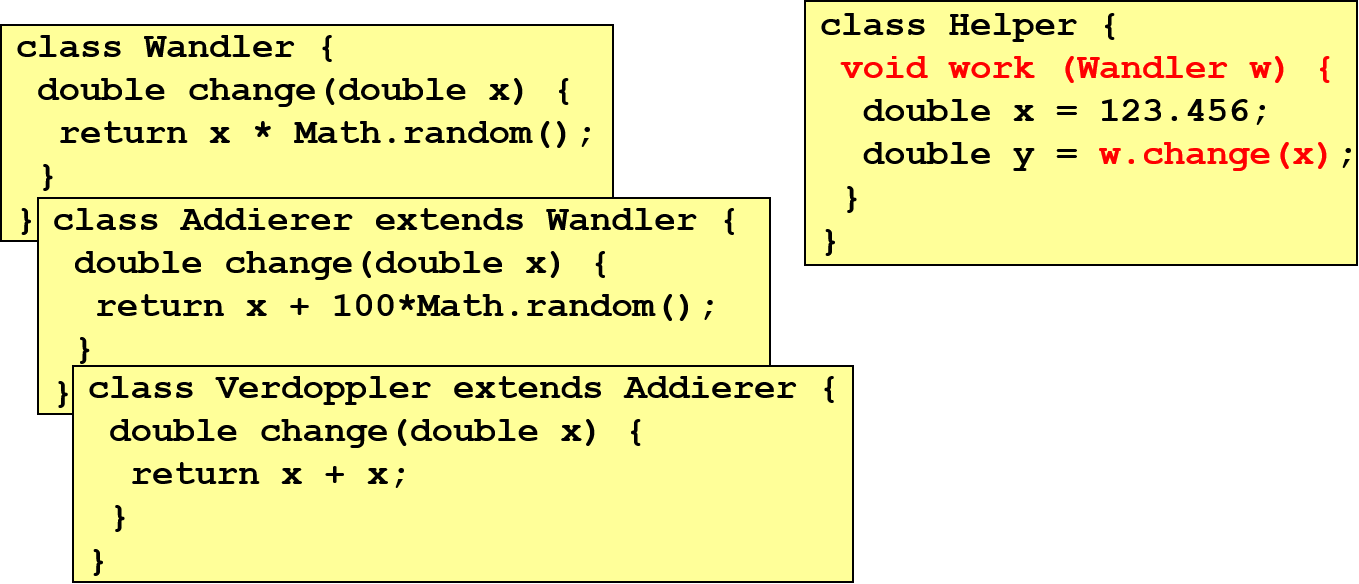 class Wandler {
double change(double x) {
return x * Math.random();
}
}
class Addierer extends Wandler {
double change(double x) {
return x + 100*Math.random();
}
}
class Verdoppler extends Addierer {
double change(double x) {
return x + x;
}
}
class Helper {
void work (Wandler w) {
double x = 123.456;
double y = w.change(x);
}
}